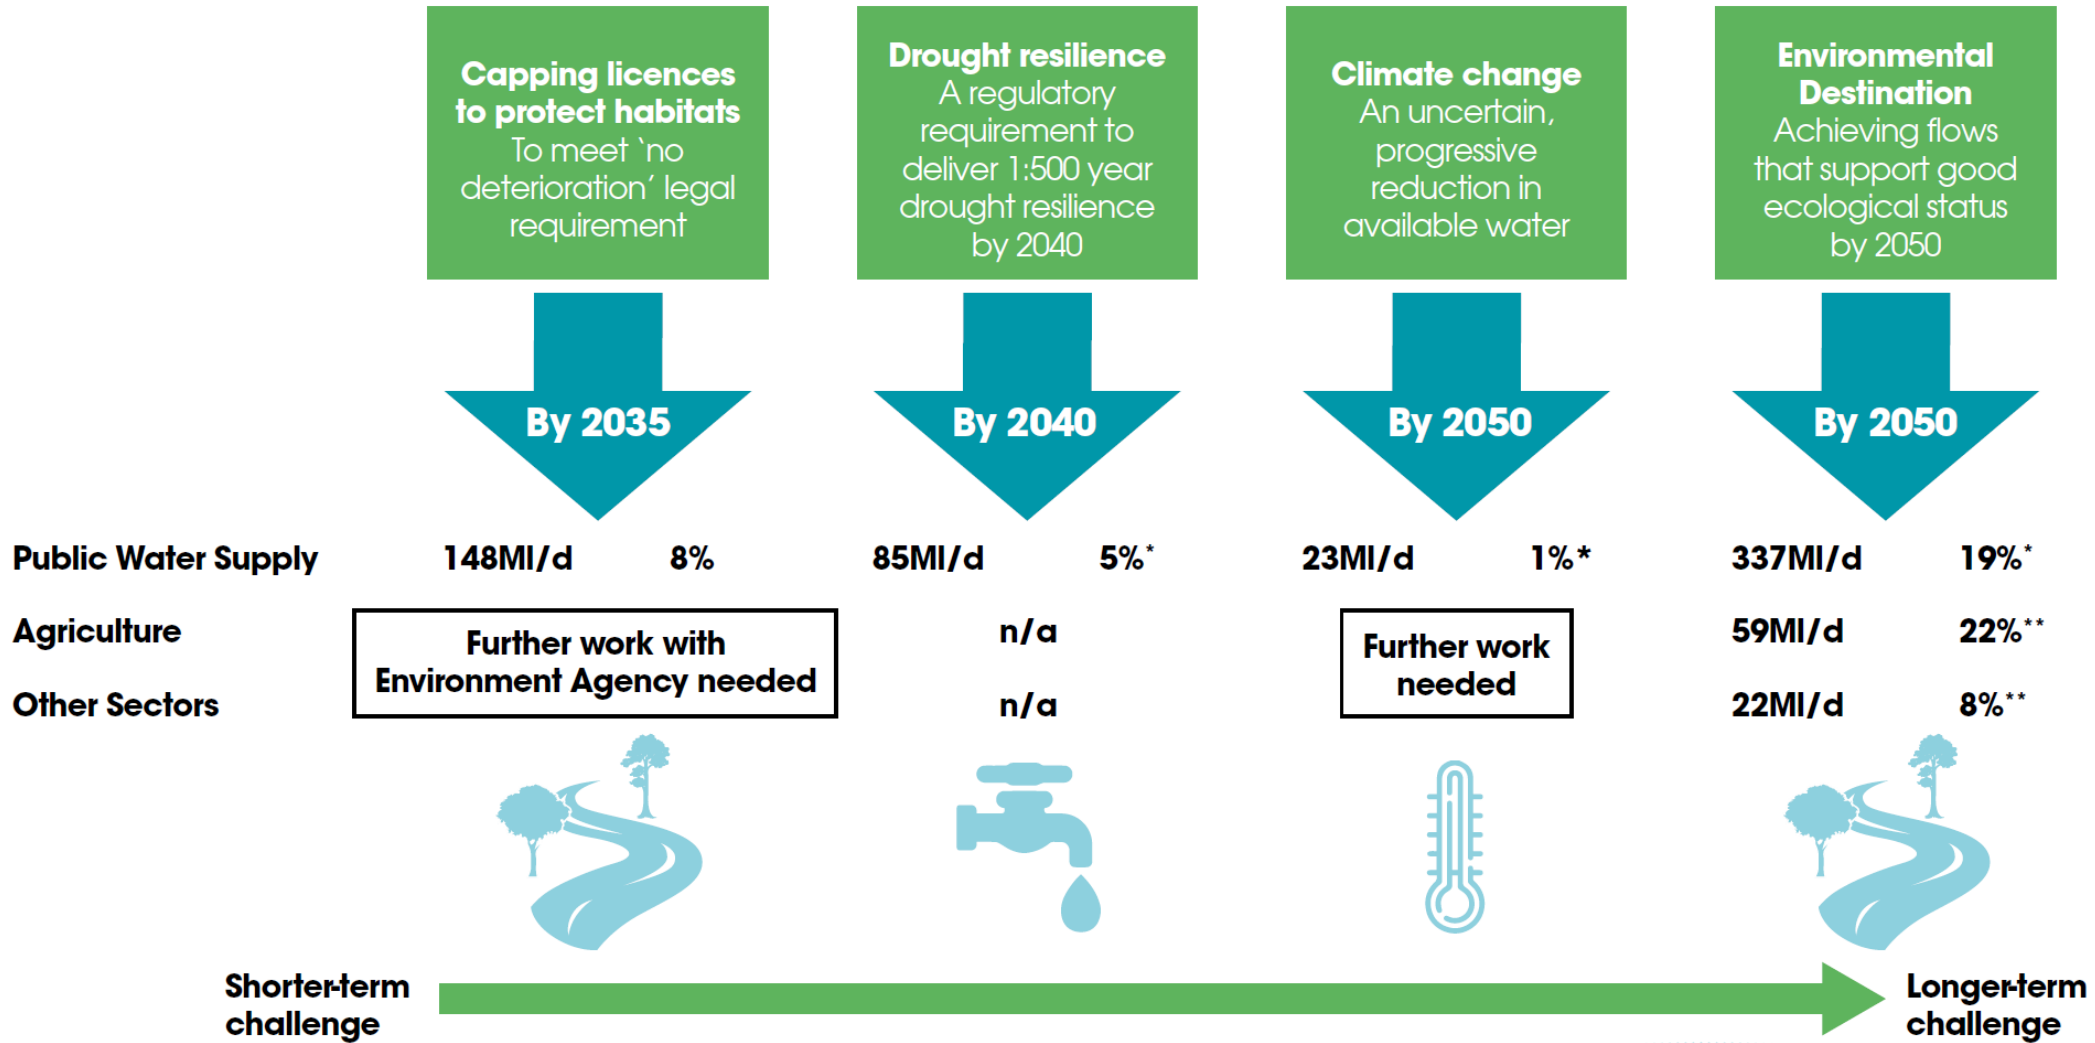 Capping licences
to protect habitats
To meet ‘no
deterioration’ legal
requirement
Drought resilience
A regulatory
requirement to
deliver 1:500 year
drought resilience
by 2040
Climate change
An uncertain,
progressive
reduction in
available water
Environmental
Destination
Achieving flows
that support good
ecological status
by 2050
By 2035
By 2040
By 2050
By 2050
Public Water Supply 148Ml/d 8% 85Ml/d 5%* 23Ml/d 1%* 337Ml/d 19%*
Agriculture n/a 59Ml/d 22%**
Further work with
Environment Agency needed
Further work
needed
Other Sectors n/a 22Ml/d 8%**
Shorter-term
challenge
Longer-term
challenge